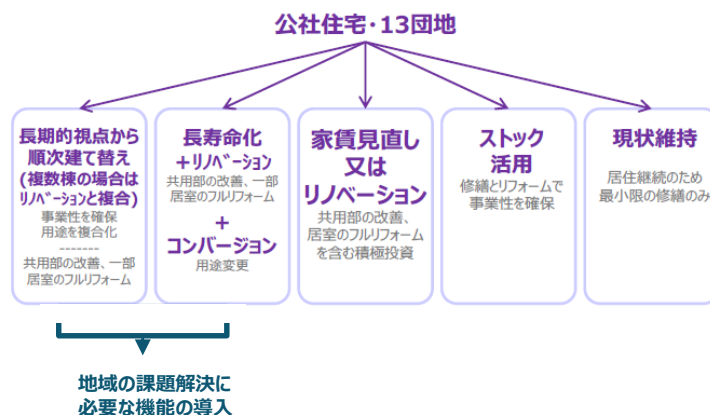 公社住宅・13団地
長期的視点から
順次建て替え
(複数棟の場合は
ﾘﾉﾍﾞｰｼｮﾝと複合)
事業性を確保
用途を複合化
-------
共用部の改善、一部
居室のフルリフォーム
長寿命化
＋ﾘﾉﾍﾞｰｼｮﾝ
共用部の改善、一部
居室のフルリフォーム
＋
コンバージョン
用途変更
家賃見直し
又は
リノベーション
共用部の改善、
居室のフルリフォーム
を含む積極投資
ストック
活用
修繕とリフォームで
事業性を確保
現状維持
居住継続のため
最小限の修繕のみ
地域の課題解決に
必要な機能の導入